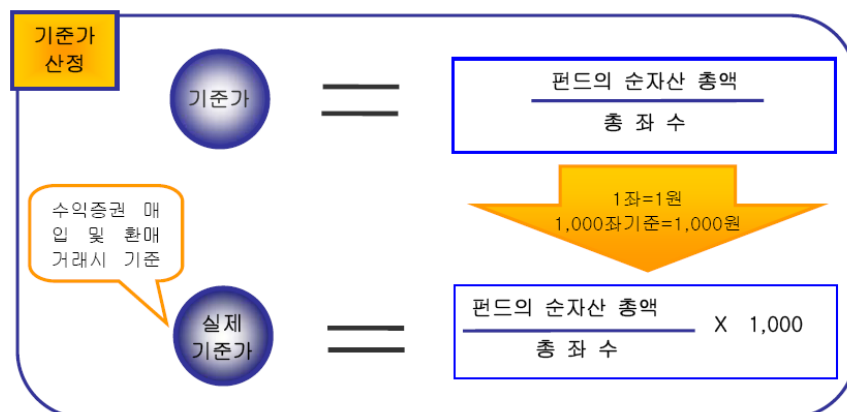 기준가
산정
기준가
=
펀드의 순자산 총액
총 좌 수
1좌=1원
1,000좌기준=1,000원
수익증권 매
입 및 환매
거래시 기준
실제
기준가
=
펀드의 순자산 총액
총 좌 수
X 1,000